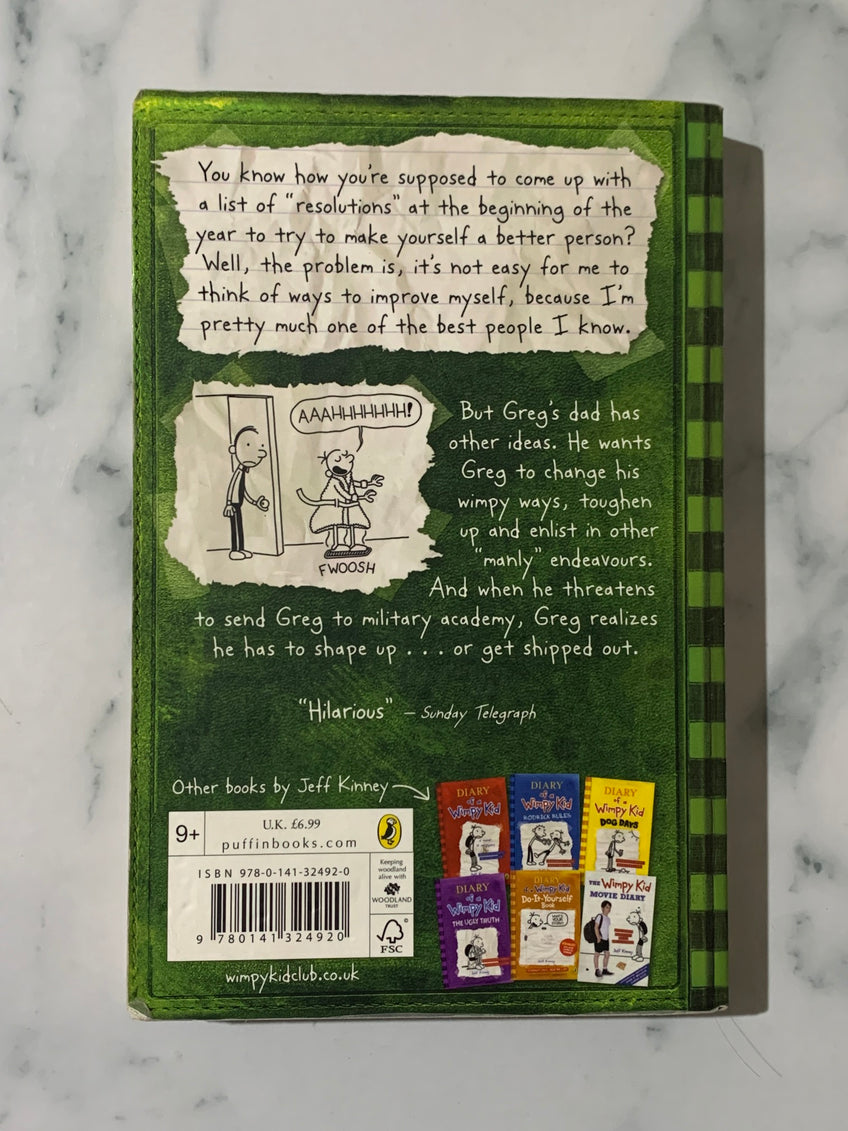 You know how you're supposed to come up with
a list of "resolutions" at the beginning of the
year to try to make yourself a better person?
Well, the problem is, it's not easy for me to
think of ways to improve myself, because I'm
pretty much one of the best people I know.
AAAHHHHHHH!
FWOOSH
But Greg's dad has
other ideas. He wants
Greg to change his
wimpy ways, toughen
up and enlist in other
"manly" endeavours.
And when he threatens
to send Greg to military academy, Greg realizes
he has to shape up . . . or get shipped out.
"Hilarious" – Sunday Telegraph
Other books by Jeff Kinney
DIARY
of a
Wimpy Kid
DIARY
of a
Wimpy Kid
RODRICK RULES
DIARY
of a
Wimpy Kid
DOG DAYS
DIARY
of a
Wimpy Kid
THE UGLY TRUTH
DIARY
of a Wimpy Kid
Do-It-Yourself
Book
THE Wimpy Kid
MOVIE DIARY
Jeff Kinney
9+
U.K. £6.99
puffinbooks.com
ISBN 978-0-141-32492-0
9 780141 324920
Keeping
woodland
alive with
WOODLAND
TRUST
FSC
wimpykidclub.co.uk